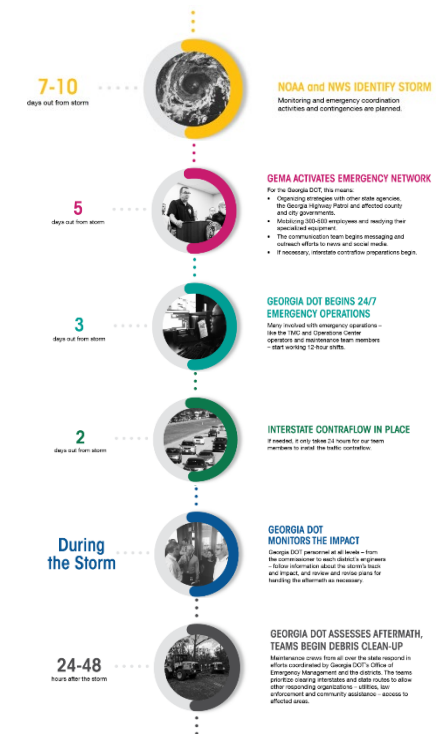 7-10
days out from storm
NOAA and NWS IDENTIFY STORM
Monitoring and emergency coordination
activities and contingencies are planned.
5
days out from storm
GEMA ACTIVATES EMERGENCY NETWORK
For the Georgia DOT, this means:
• Organizing strategies with other state agencies,
the Georgia Highway Patrol and affected county
and city governments.
• Mobilizing 300-600 employees and readying their
specialized equipment.
• The communication team begins messaging and
outreach efforts to news and social media.
• If necessary, interstate contraflow preparations begin.
3
days out from storm
GEORGIA DOT BEGINS 24/7
EMERGENCY OPERATIONS
Many involved with emergency operations –
like the TMC and Operations Center
operators and maintenance team members
– start working 12-hour shifts.
2
days out from storm
INTERSTATE CONTRAFLOW IN PLACE
If needed, it only takes 24 hours for our team
members to install the traffic contraflow.
During
the Storm
GEORGIA DOT
MONITORS THE IMPACT
Georgia DOT personnel at all levels – from
the commissioner to each district's engineers
– follow information about the storm's track
and impact, and review and revise plans for
handling the aftermath as necessary.
24-48
hours after the storm
GEORGIA DOT ASSESSES AFTERMATH,
TEAMS BEGIN DEBRIS CLEAN-UP
Maintenance crews from all over the state respond in
efforts coordinated by Georgia DOT's Office of
Emergency Management and the districts. The teams
prioritize clearing interstates and state routes to allow
other responding organizations – utilities, law
enforcement and community assistance – access to
affected areas.